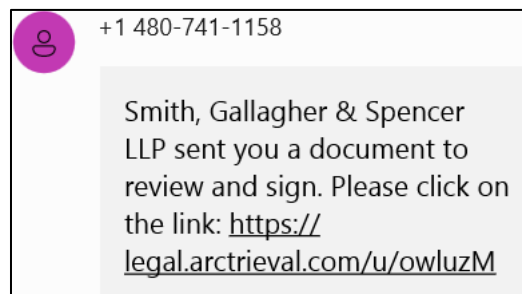 +1 480-741-1158
Smith, Gallagher & Spencer
LLP sent you a document to
review and sign. Please click on
the link: https://
legal.arctrieval.com/u/owluzM